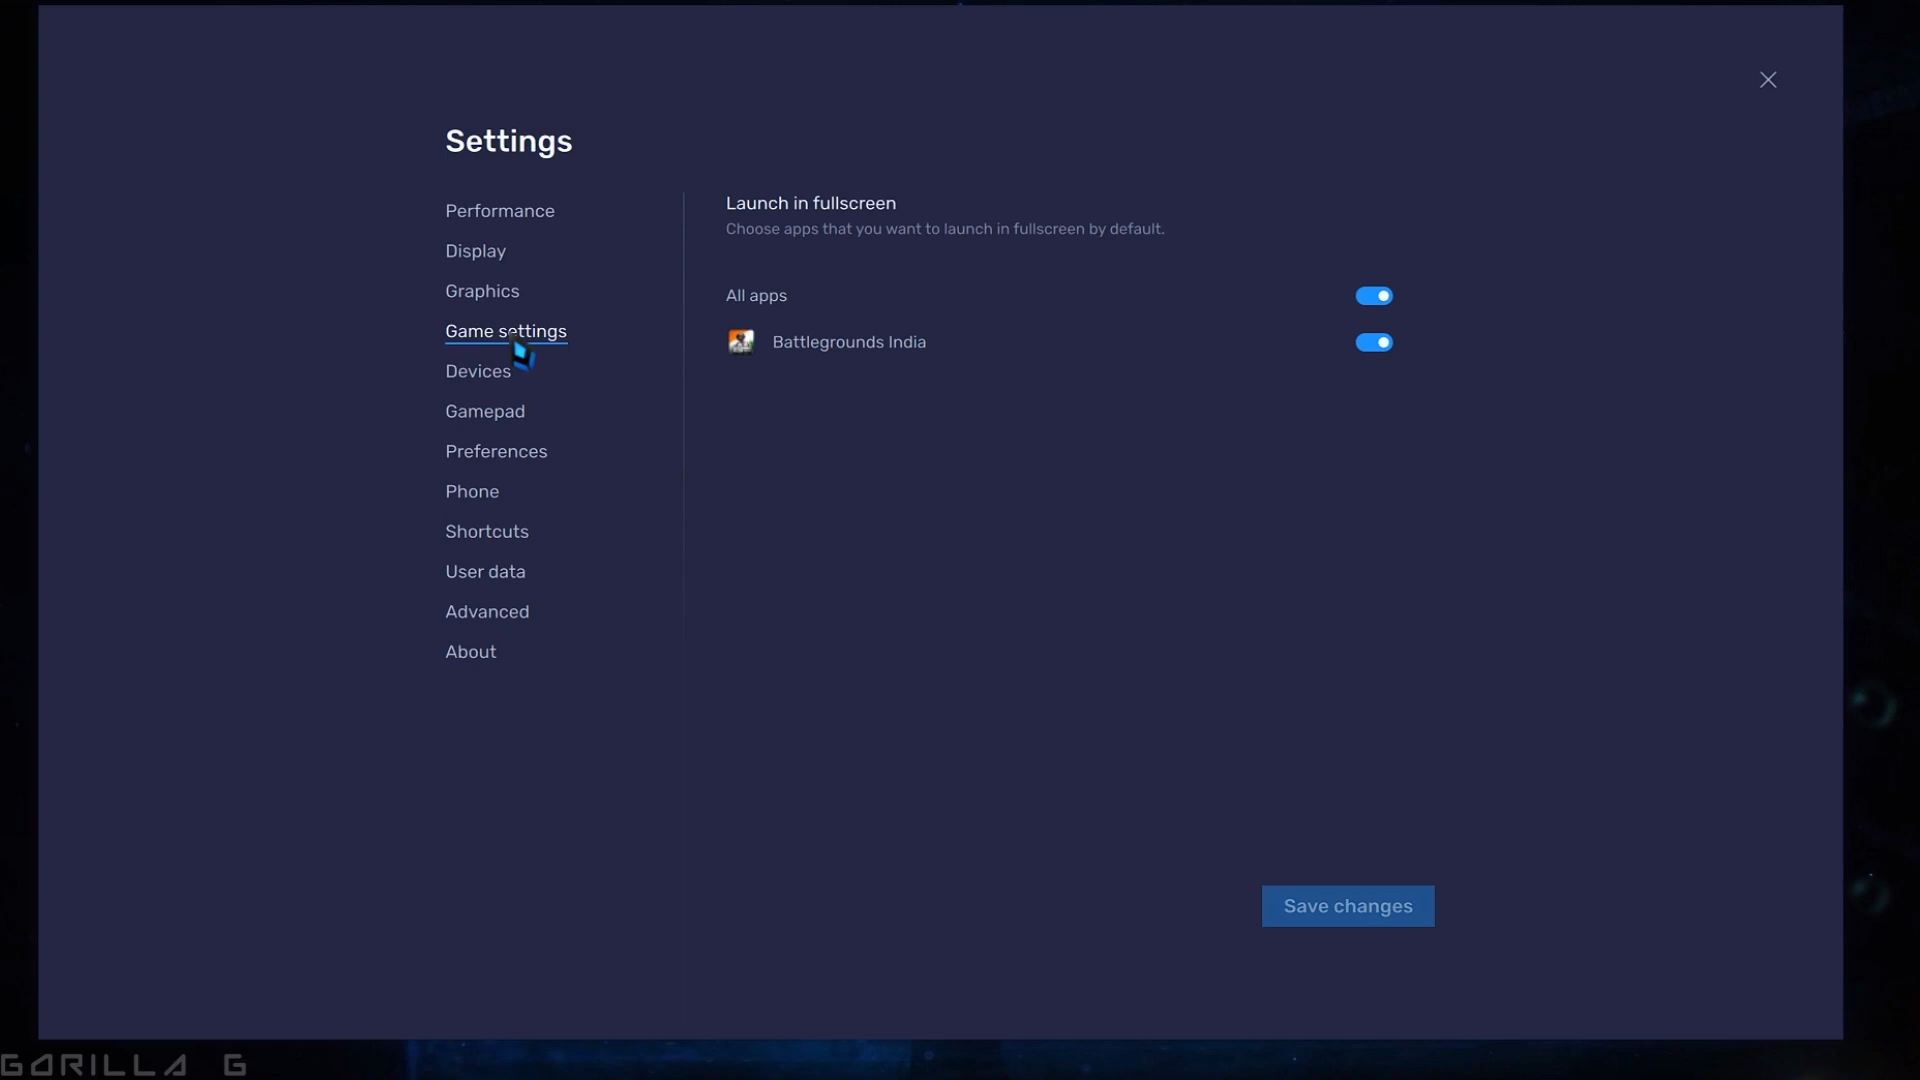 Settings
Performance
Display
Graphics
Game settings
Devices
Gamepad
Preferences
Phone
Shortcuts
User data
Advanced
About
Launch in fullscreen
Choose apps that you want to launch in fullscreen by default.
All apps
Battlegrounds India
Save changes
GORILLA G